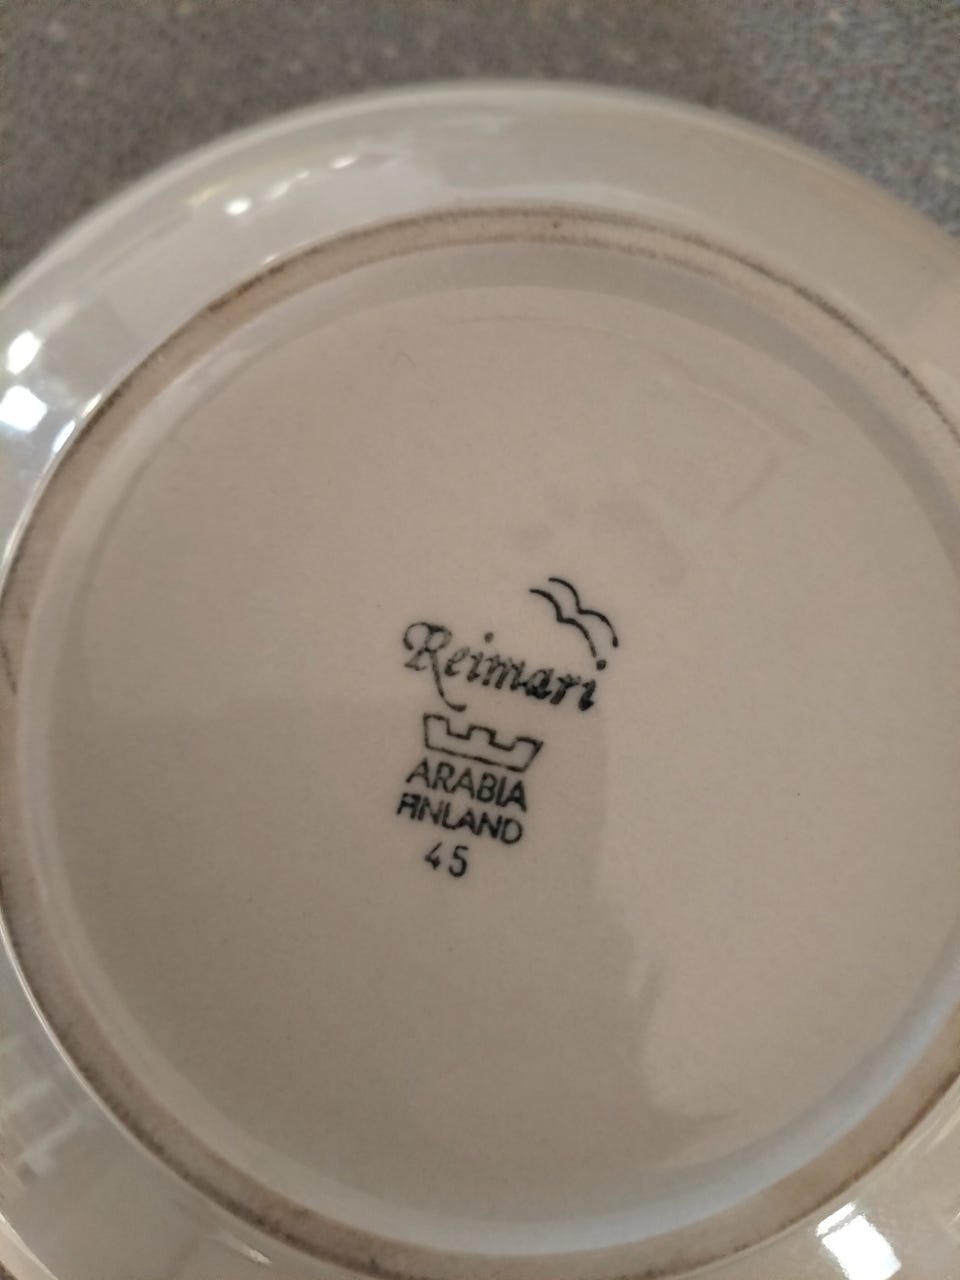 Reimari
ARABIA
FINLAND
45